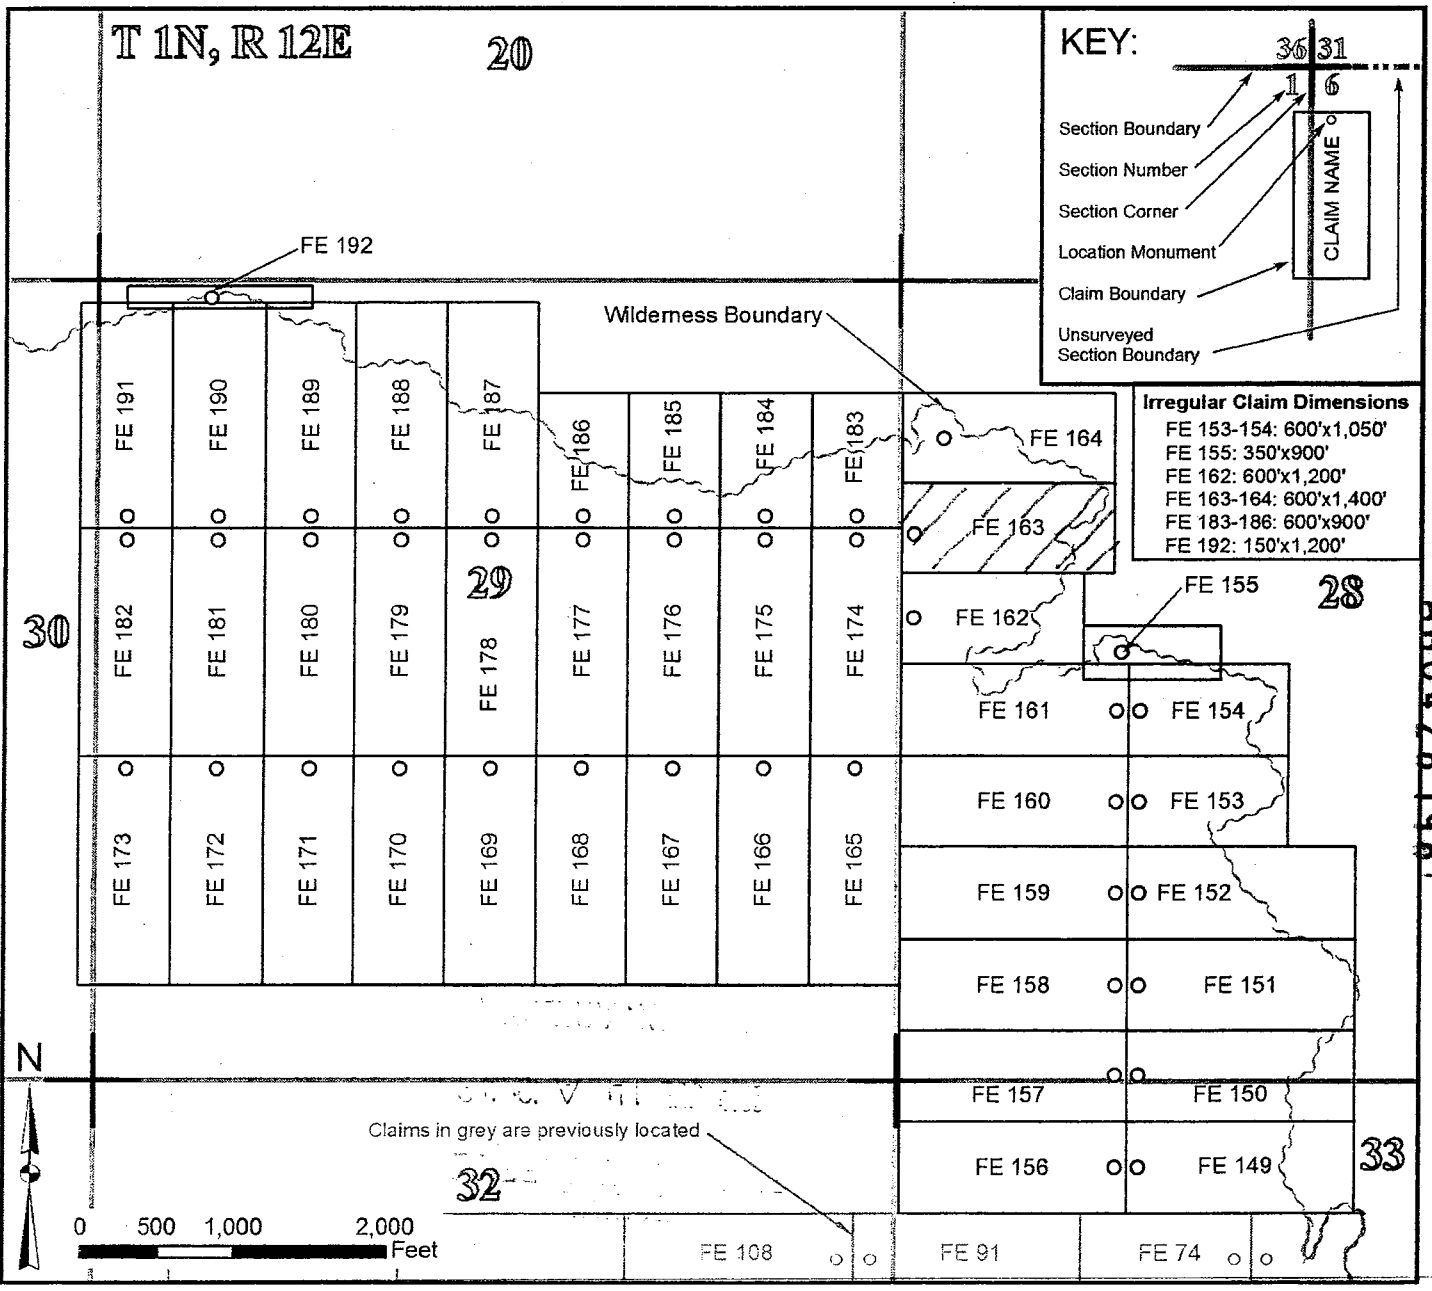 T 1N, R 12E
20
KEY:
36 31
1 6
Section Boundary
Section Number
Section Corner
Location Monument
Claim Boundary
Unsurveyed
Section Boundary
CLAIM NAME
FE 192
Wilderness Boundary
Irregular Claim Dimensions
FE 153-154: 600'x1,050'
FE 155: 350'x900'
FE 162: 600'x1,200'
FE 163-164: 600'x1,400'
FE 183-186: 600'x900'
FE 192: 150'x1,200'
FE 191
FE 190
FE 189
FE 188
FE 187
FE 186
FE 185
FE 184
FE 183
FE 164
FE 163
29
28
30
FE 155
FE 182
FE 181
FE 180
FE 179
FE 178
FE 177
FE 176
FE 175
FE 174
FE 162
FE 161
FE 154
FE 160
FE 153
FE 173
FE 172
FE 171
FE 170
FE 169
FE 168
FE 167
FE 166
FE 165
FE 159
FE 152
FE 158
FE 151
N
FE 157
FE 150
Claims in grey are previously located
32
FE 156
FE 149
33
0 500 1,000 2,000
Feet
FE 108
FE 91
FE 74